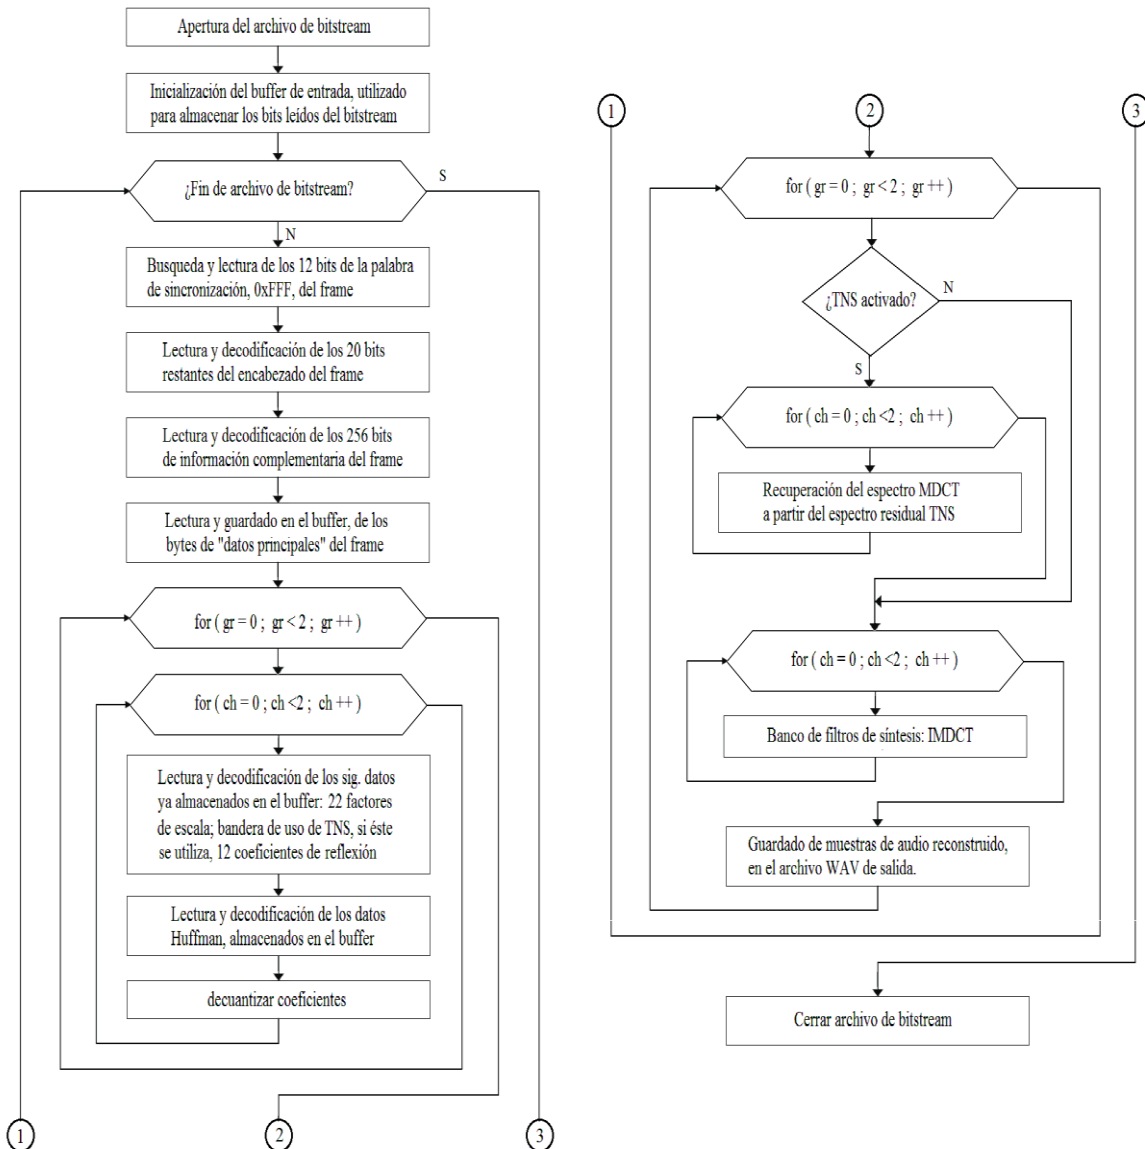 Apertura del archivo de bitstream
Inicialización del buffer de entrada, utilizado
para almacenar los bits leídos del bitstream
¿Fin de archivo de bitstream?
S
N
Busqueda y lectura de los 12 bits de la palabra
de sincronización, 0xFFF, del frame
Lectura y decodificación de los 20 bits
restantes del encabezado del frame
Lectura y decodificación de los 256 bits
de información complementaria del frame
Lectura y guardado en el buffer, de los
bytes de "datos principales" del frame
for ( gr = 0 ; gr < 2 ; gr ++ )
for ( ch = 0 ; ch <2 ; ch ++ )
Lectura y decodificación de los sig. datos
ya almacenados en el buffer: 22 factores
de escala; bandera de uso de TNS, si éste
se utiliza, 12 coeficientes de reflexión
Lectura y decodificación de los datos
Huffman, almacenados en el buffer
decuantizar coeficientes
1
2
3
1
2
3
for ( gr = 0 ; gr < 2 ; gr ++ )
¿TNS activado?
N
S
for ( ch = 0 ; ch <2 ; ch ++ )
Recuperación del espectro MDCT
a partir del espectro residual TNS
for ( ch = 0 ; ch <2 ; ch ++ )
Banco de filtros de síntesis: IMDCT
Guardado de muestras de audio reconstruido,
en el archivo WAV de salida.
Cerrar archivo de bitstream